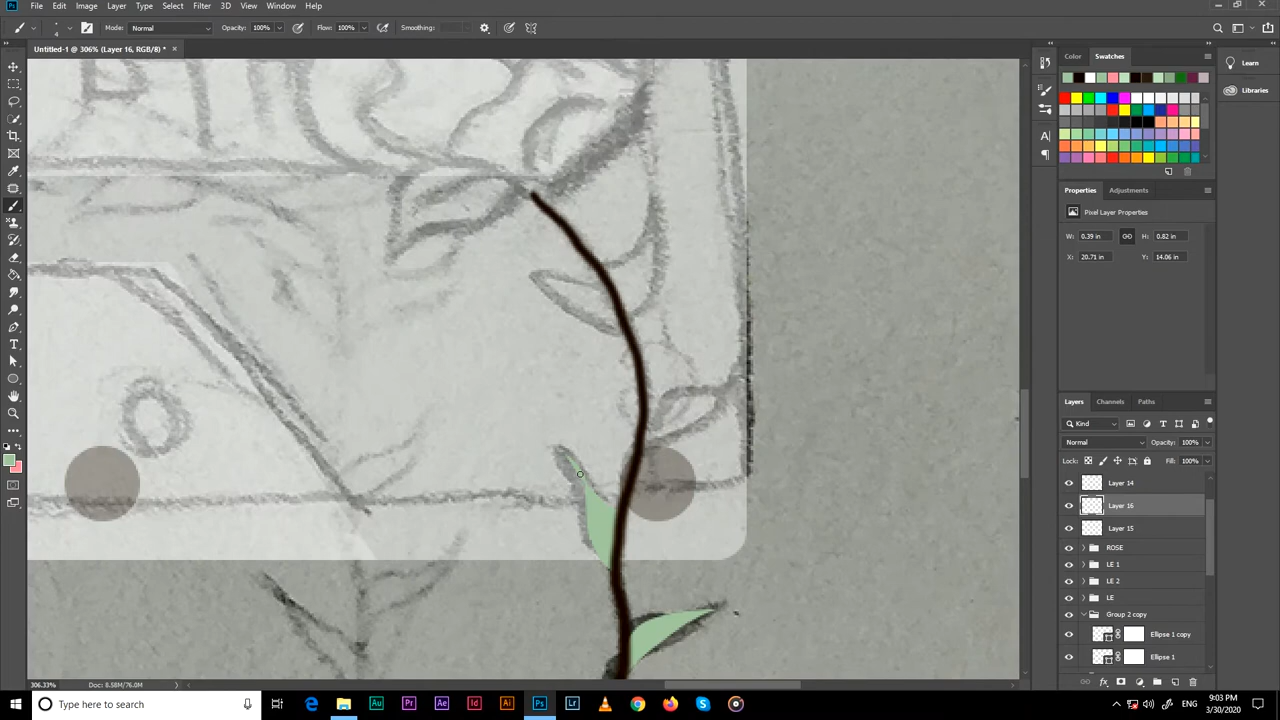 File Edit Image Layer Type Select Filter 3D View Window Help
4 Mode: Normal Opacity: 100% Flow: 100% Smoothing:
Untitled-1 @ 306% (Layer 16, RGB/8) * ×
Color Swatches
Learn
Libraries
Properties Adjustments
Pixel Layer Properties
W: 0.39 in H: 0.82 in
X: 20.71 in Y: 14.06 in
Layers Channels Paths
Kind
Normal Opacity: 100%
Lock: Fill: 100%
Layer 14
Layer 16
Layer 15
ROSE
LE 1
LE 2
LE
Group 2 copy
Ellipse 1 copy
Ellipse 1
306.33% Doc: 8.58M/76.0M
Type here to search
9:03 PM
3/30/2020